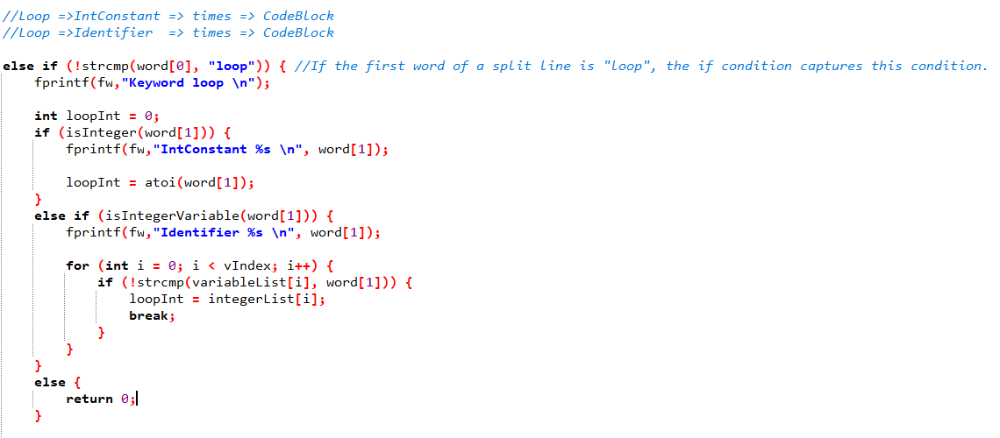 //Loop =>IntConstant => times => CodeBlock
//Loop =>Identifier  => times => CodeBlock
else if (!strcmp(word[0], "loop")) { //If the first word of a split line is "loop", the if condition captures this condition.
fprintf(fw,"Keyword loop \n");
int loopInt = 0;
if (isInteger(word[1])) {
fprintf(fw,"IntConstant %s \n", word[1]);
loopInt = atoi(word[1]);
}
else if (isIntegerVariable(word[1])) {
fprintf(fw,"Identifier %s \n", word[1]);
for (int i = 0; i < vIndex; i++) {
if (!strcmp(variableList[i], word[1])) {
loopInt = integerList[i];
break;
}
}
}
else {
return 0;
}